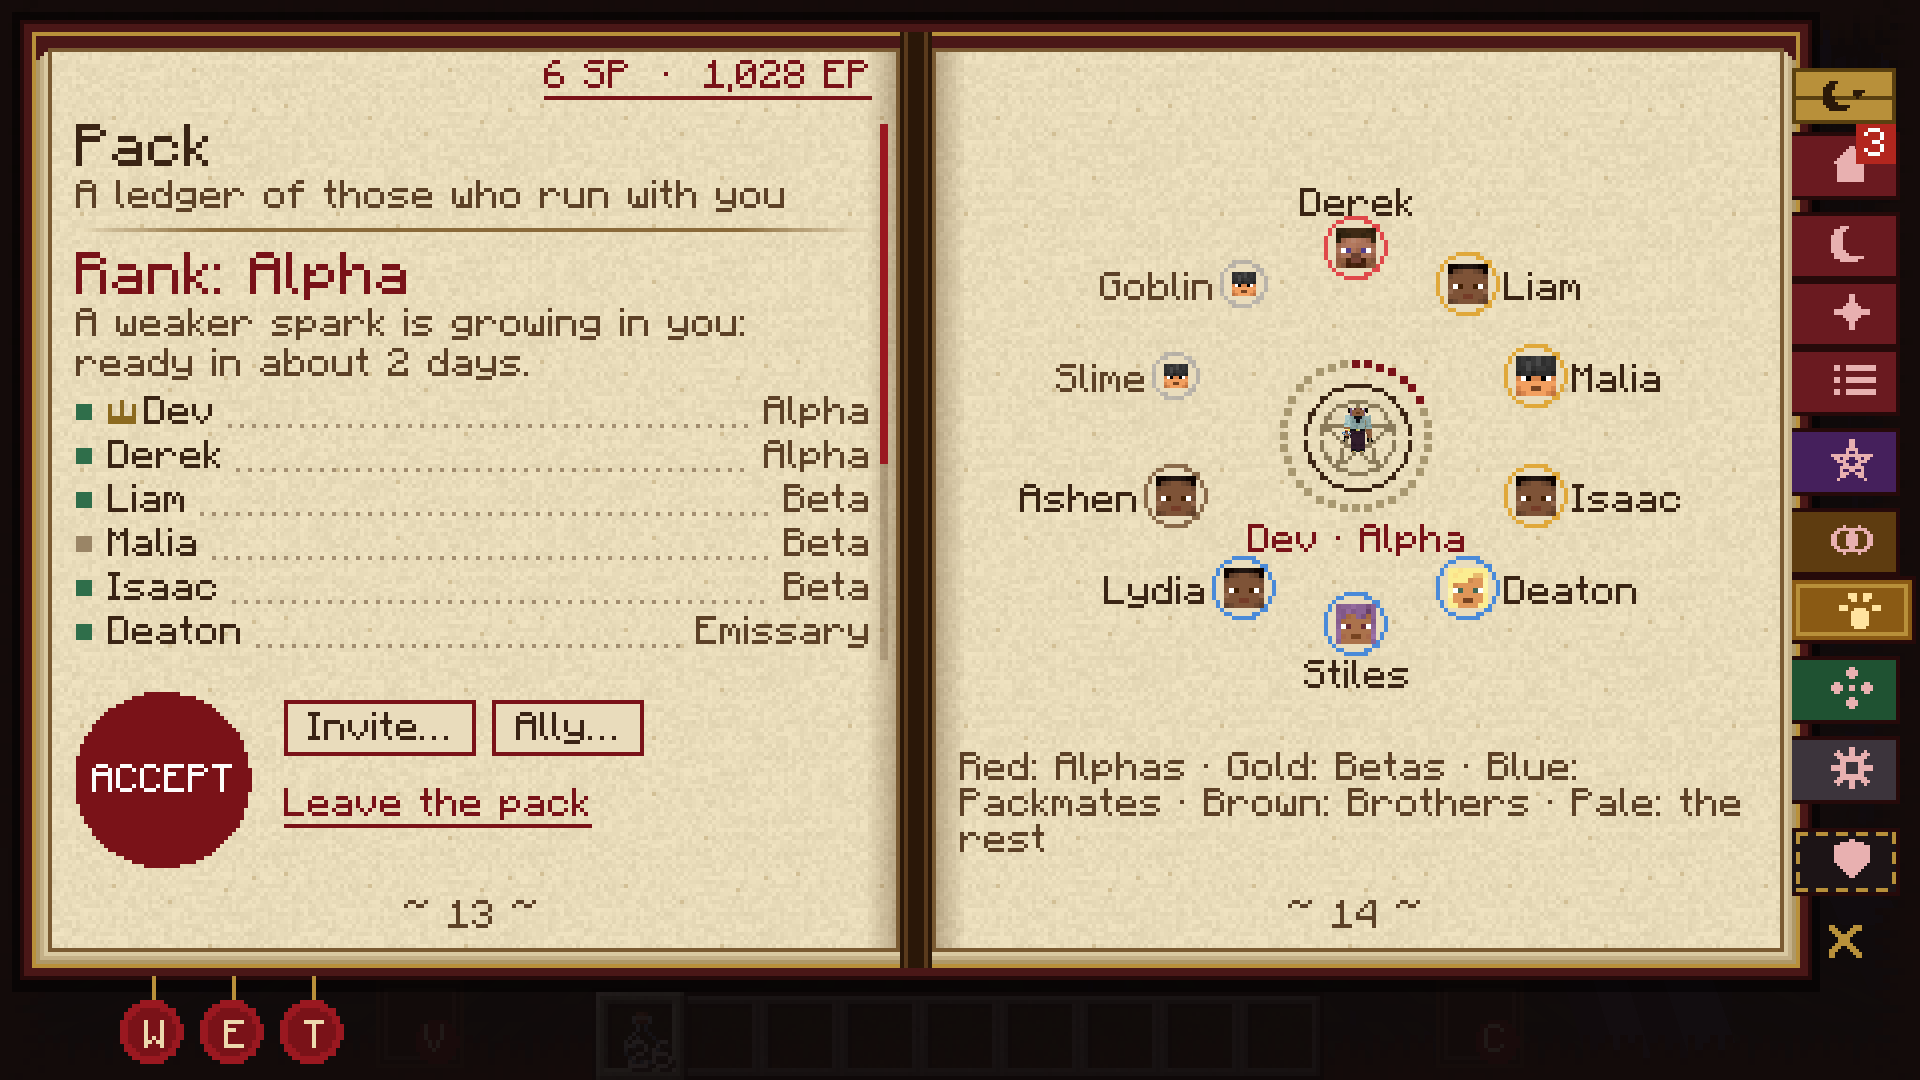 6 SP · 1,028 EP
Pack
A ledger of those who run with you
Rank: Alpha
A weaker spark is growing in you:
ready in about 2 days.
Dev Alpha
Derek Alpha
Liam Beta
Malia Beta
Isaac Beta
Deaton Emissary
ACCEPT
Invite...
Ally...
Leave the pack
~ 13 ~
Derek
Goblin
Liam
Slime
Malia
Ashen
Isaac
Dev · Alpha
Lydia
Deaton
Stiles
Red: Alphas · Gold: Betas · Blue:
Packmates · Brown: Brothers · Pale: the
rest
~ 14 ~
3
W E T
V
26
C